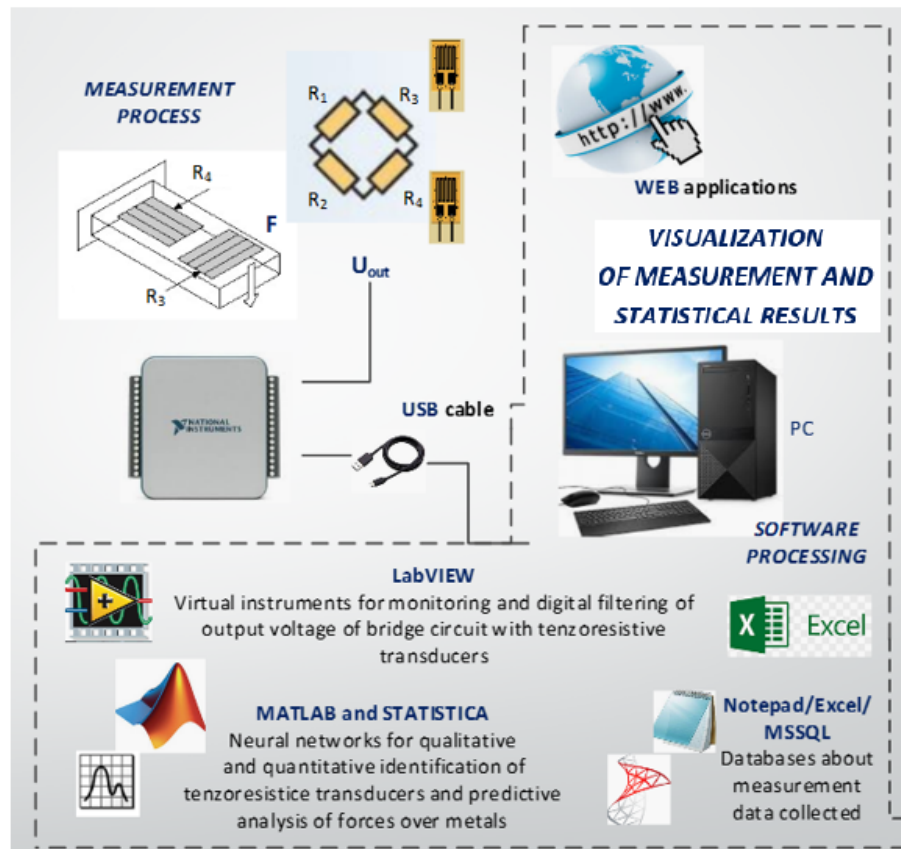 MEASUREMENT
PROCESS
R1
R3
R2
R4
R4
F
R3
Uout
NATIONAL
INSTRUMENTS
USB cable
http://www.
WEB applications
VISUALIZATION
OF MEASUREMENT AND
STATISTICAL RESULTS
PC
SOFTWARE
PROCESSING
LabVIEW
Virtual instruments for monitoring and digital filtering of
output voltage of bridge circuit with tenzoresistive
transducers
X Excel
MATLAB and STATISTICA
Neural networks for qualitative
and quantitative identification of
tenzoresistice transducers and predictive
analysis of forces over metals
Notepad/Excel/
MSSQL
Databases about
measurement
data collected